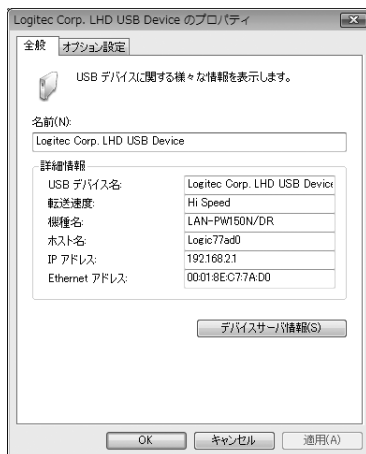 Logitec Corp. LHD USB Device のプロパティ
全般 オプション設定
USB デバイスに関する様々な情報を表示します。
名前(N):
Logitec Corp. LHD USB Device
詳細情報
USB デバイス名: Logitec Corp. LHD USB Device
転送速度: Hi Speed
機種名: LAN-PW150N/DR
ホスト名: Logic77ad0
IP アドレス: 192.168.2.1
Ethernet アドレス: 00:01:8E:C7:7A:D0
デバイスサーバ情報(S)
OK キャンセル 適用(A)